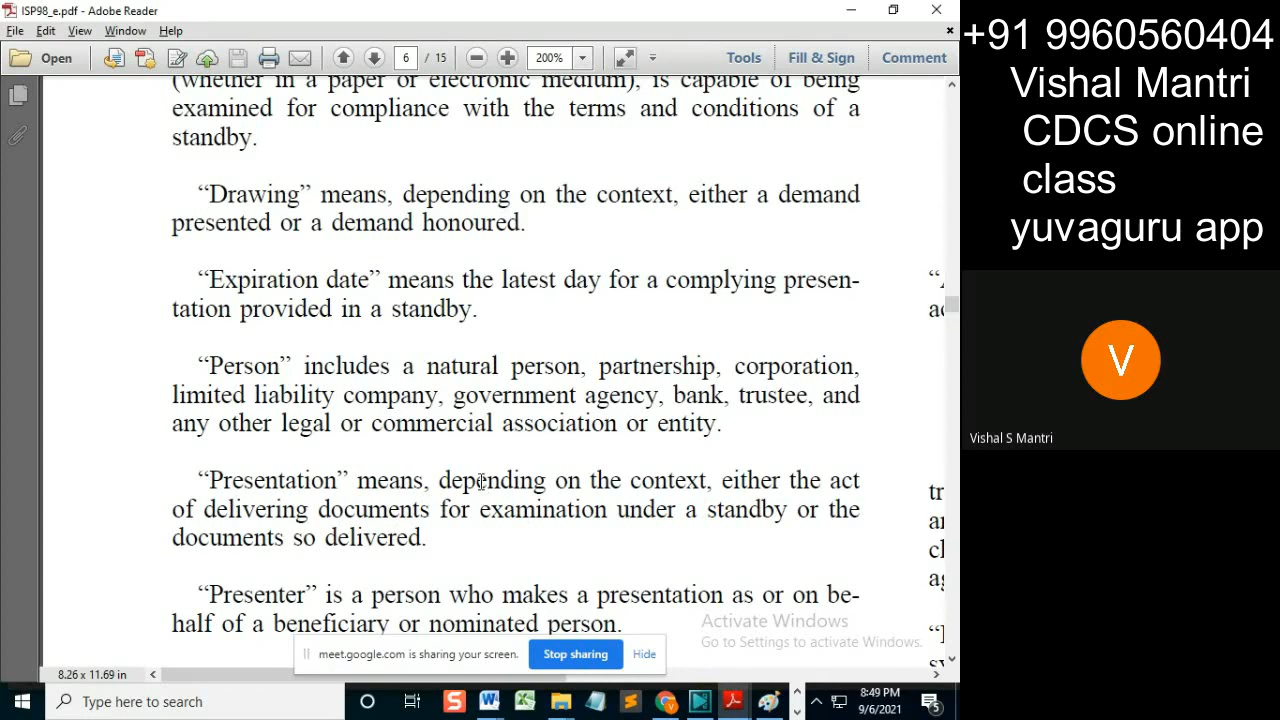 ISP98_e.pdf - Adobe Reader
File Edit View Window Help
Open 6 / 15 200% Tools Fill & Sign Comment
(whether in a paper or electronic medium), is capable of being
examined for compliance with the terms and conditions of a
standby.
“Drawing” means, depending on the context, either a demand
presented or a demand honoured.
“Expiration date” means the latest day for a complying presen-
tation provided in a standby.
“Person” includes a natural person, partnership, corporation,
limited liability company, government agency, bank, trustee, and
any other legal or commercial association or entity.
“Presentation” means, depending on the context, either the act
of delivering documents for examination under a standby or the
documents so delivered.
“Presenter” is a person who makes a presentation as or on be-
half of a beneficiary or nominated person.
Activate Windows
Go to Settings to activate Windows.
meet.google.com is sharing your screen. Stop sharing Hide
8.26 x 11.69 in
Type here to search
8:49 PM
9/6/2021
5
+91 9960560404
Vishal Mantri
CDCS online
class
yuvaguru app
V
Vishal S Mantri